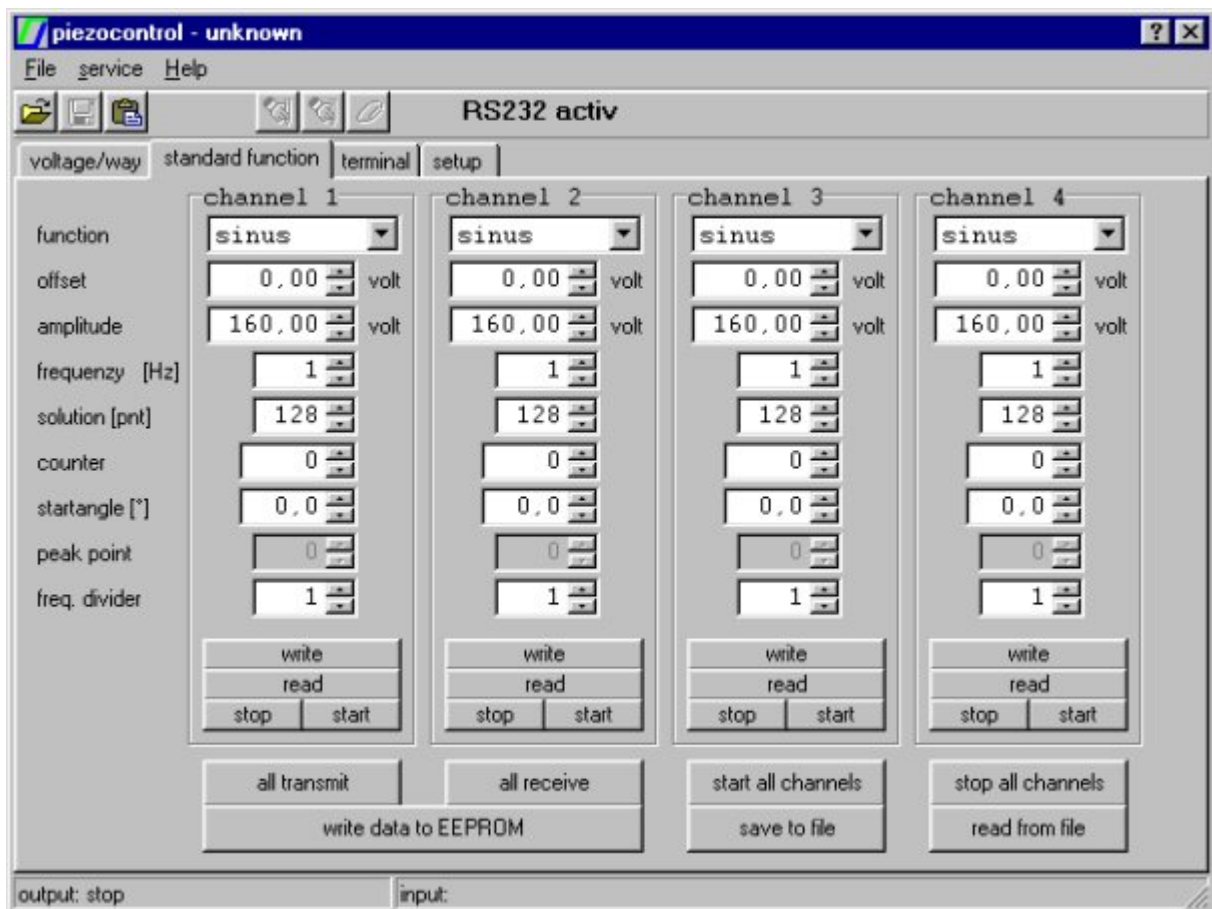 piezocontrol - unknown
File service Help
RS232 activ
voltage/way standard function terminal setup
channel 1 channel 2 channel 3 channel 4
function sinus sinus sinus sinus
offset 0,00 volt 0,00 volt 0,00 volt 0,00 volt
amplitude 160,00 volt 160,00 volt 160,00 volt 160,00 volt
frequenzy [Hz] 1 1 1 1
solution [pnt] 128 128 128 128
counter 0 0 0 0
startangle [°] 0,0 0,0 0,0 0,0
peak point 0 0 0 0
freq. divider 1 1 1 1
write write write write
read read read read
stop start stop start stop start stop start
all transmit all receive start all channels stop all channels
write data to EEPROM save to file read from file
output: stop input: